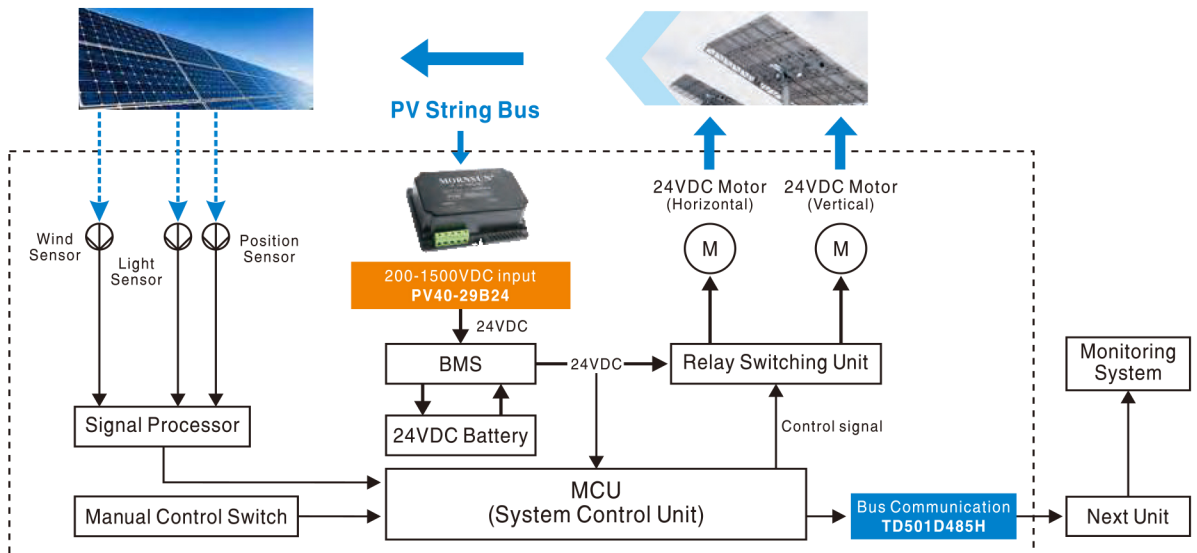 PV String Bus
MORNSUN
24VDC Motor
(Horizontal)
24VDC Motor
(Vertical)
Wind
Sensor
Light
Sensor
Position
Sensor
M
M
200-1500VDC input
PV40-29B24
24VDC
BMS
24VDC
Relay Switching Unit
Monitoring
System
Signal Processor
24VDC Battery
Control signal
MCU
(System Control Unit)
Manual Control Switch
Bus Communication
TD501D485H
Next Unit